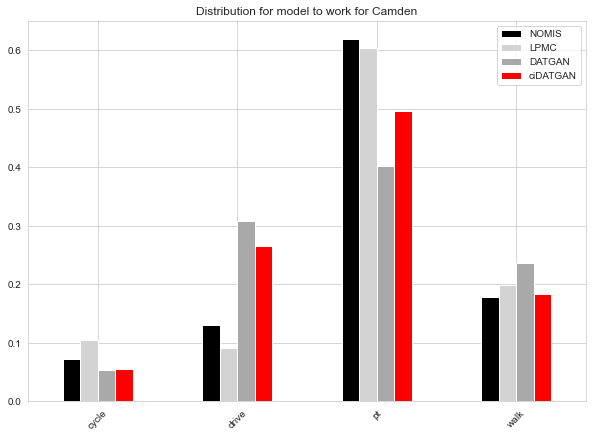 Distribution for model to work for Camden
NOMIS
LPMC
DATGAN
ciDATGAN
0.6
0.5
0.4
0.3
0.2
0.1
0.0
cycle
drive
pt
walk